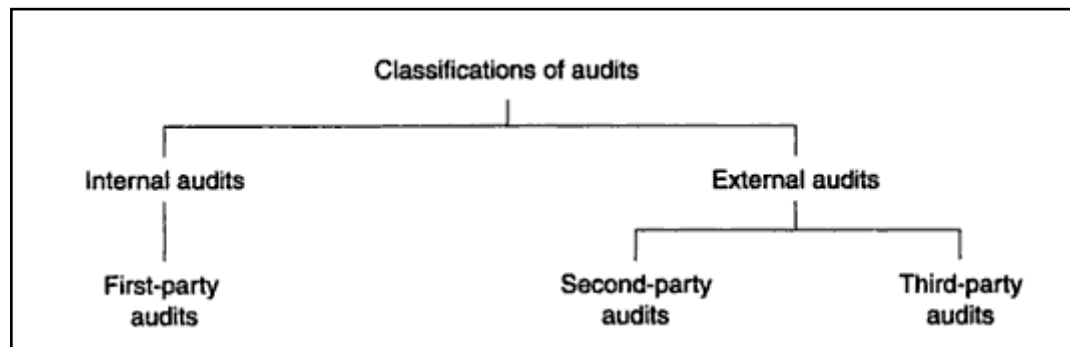 Classifications of audits
Internal audits
External audits
First-party
audits
Second-party
audits
Third-party
audits